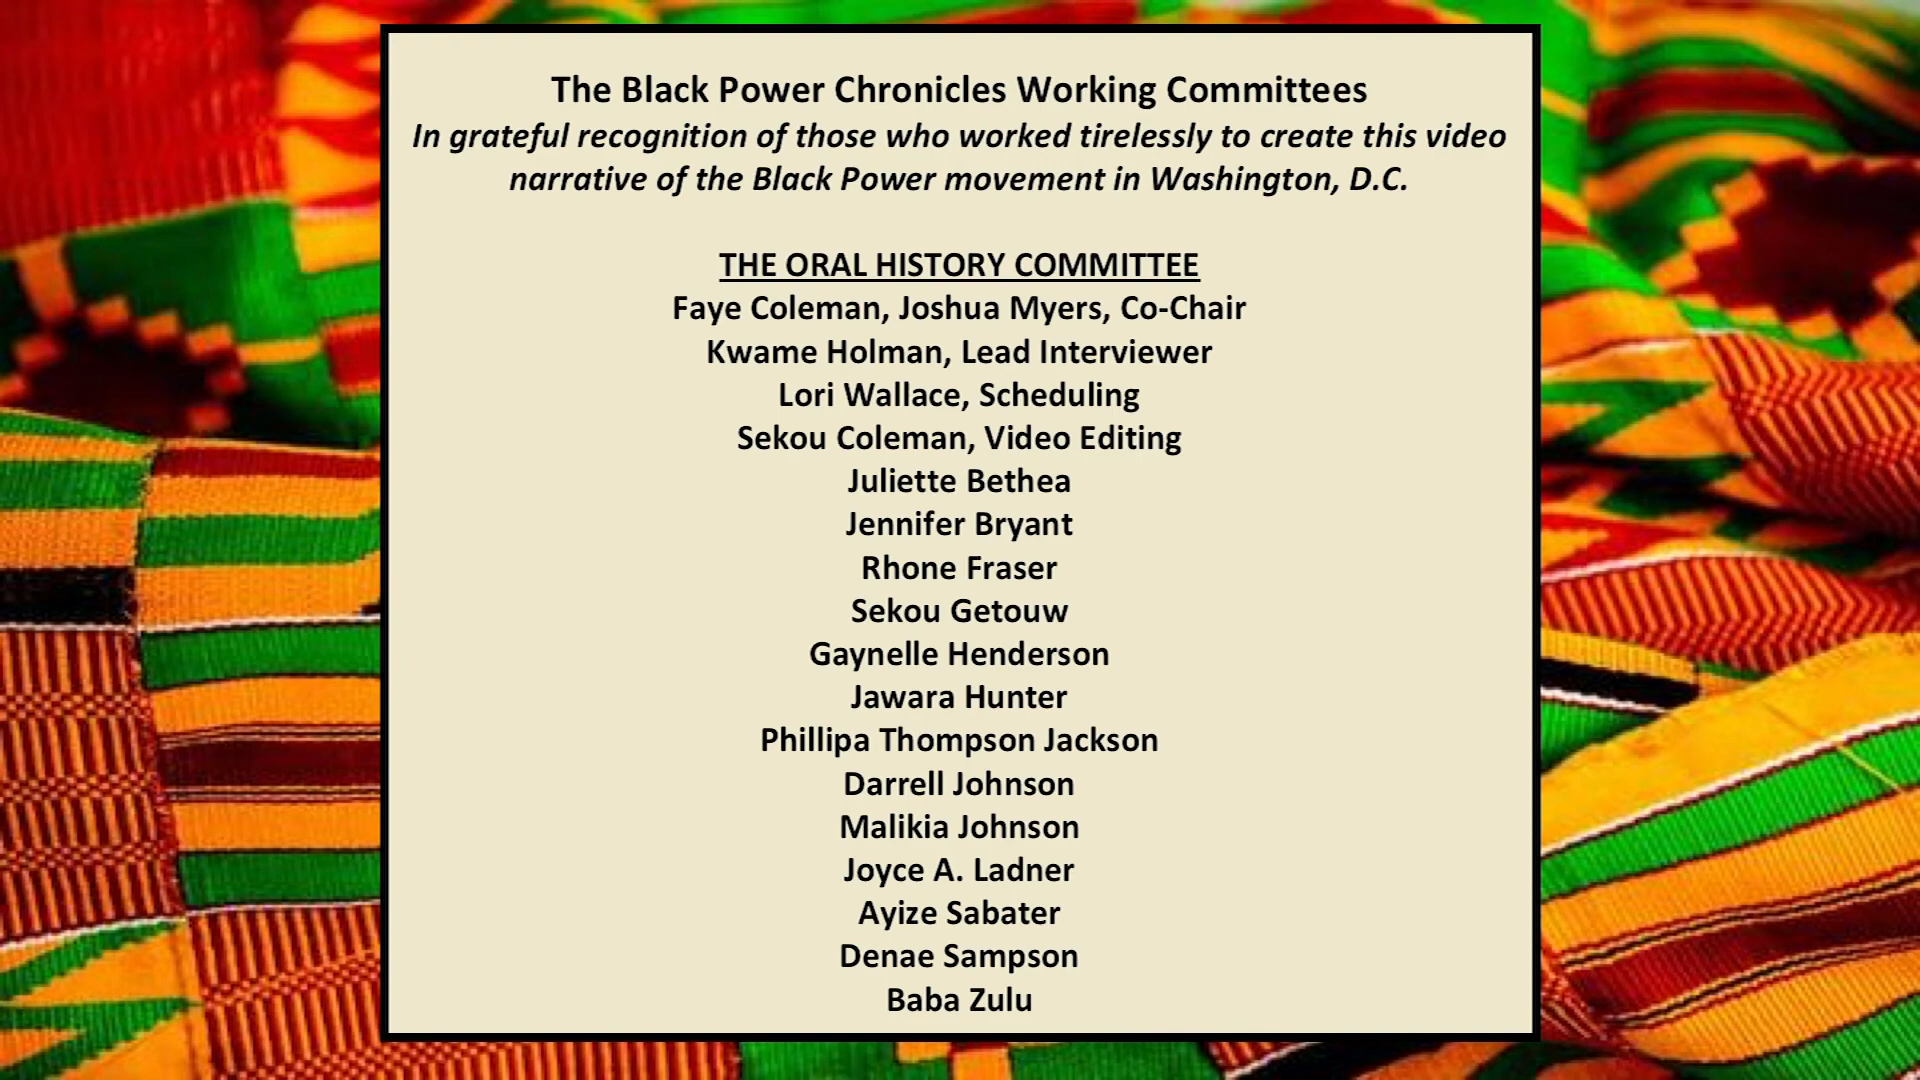 The Black Power Chronicles Working Committees
In grateful recognition of those who worked tirelessly to create this video
narrative of the Black Power movement in Washington, D.C.
THE ORAL HISTORY COMMITTEE
Faye Coleman, Joshua Myers, Co-Chair
Kwame Holman, Lead Interviewer
Lori Wallace, Scheduling
Sekou Coleman, Video Editing
Juliette Bethea
Jennifer Bryant
Rhone Fraser
Sekou Getouw
Gaynelle Henderson
Jawara Hunter
Phillipa Thompson Jackson
Darrell Johnson
Malikia Johnson
Joyce A. Ladner
Ayize Sabater
Denae Sampson
Baba Zulu